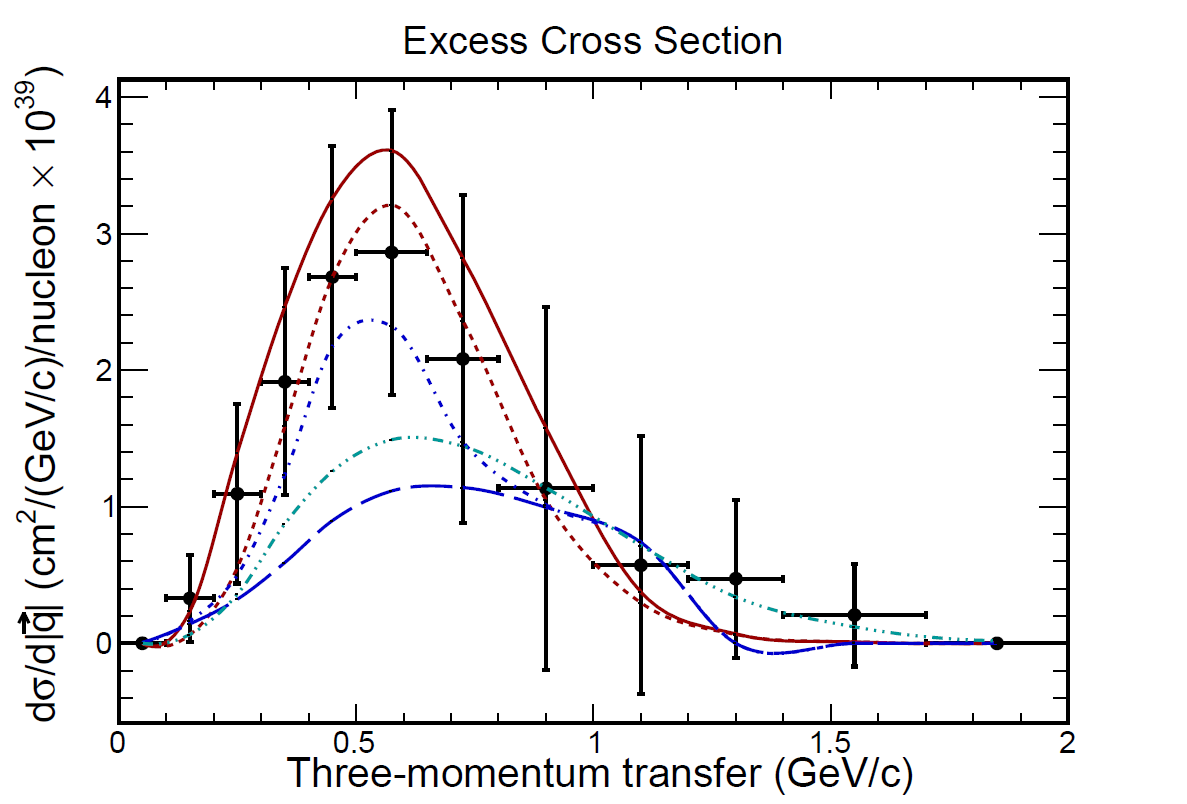 Excess Cross Section
dσ/d|q⃗| (cm²/(GeV/c)/nucleon × 10³⁹)
4
3
2
1
0
0 0.5 1 1.5 2
Three-momentum transfer (GeV/c)